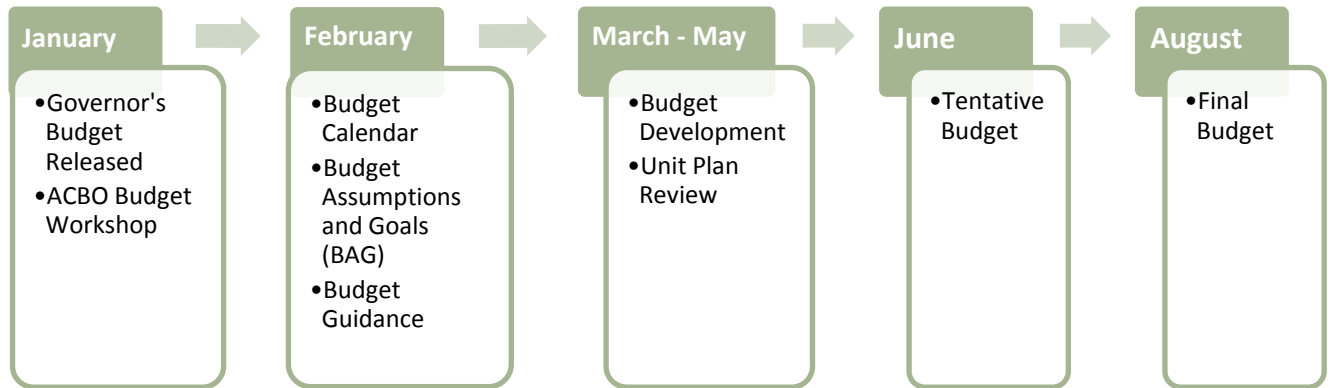 January
•Governor's
Budget
Released
•ACBO Budget
Workshop
February
•Budget
Calendar
•Budget
Assumptions
and Goals
(BAG)
•Budget
Guidance
March - May
•Budget
Development
•Unit Plan
Review
June
•Tentative
Budget
August
•Final
Budget